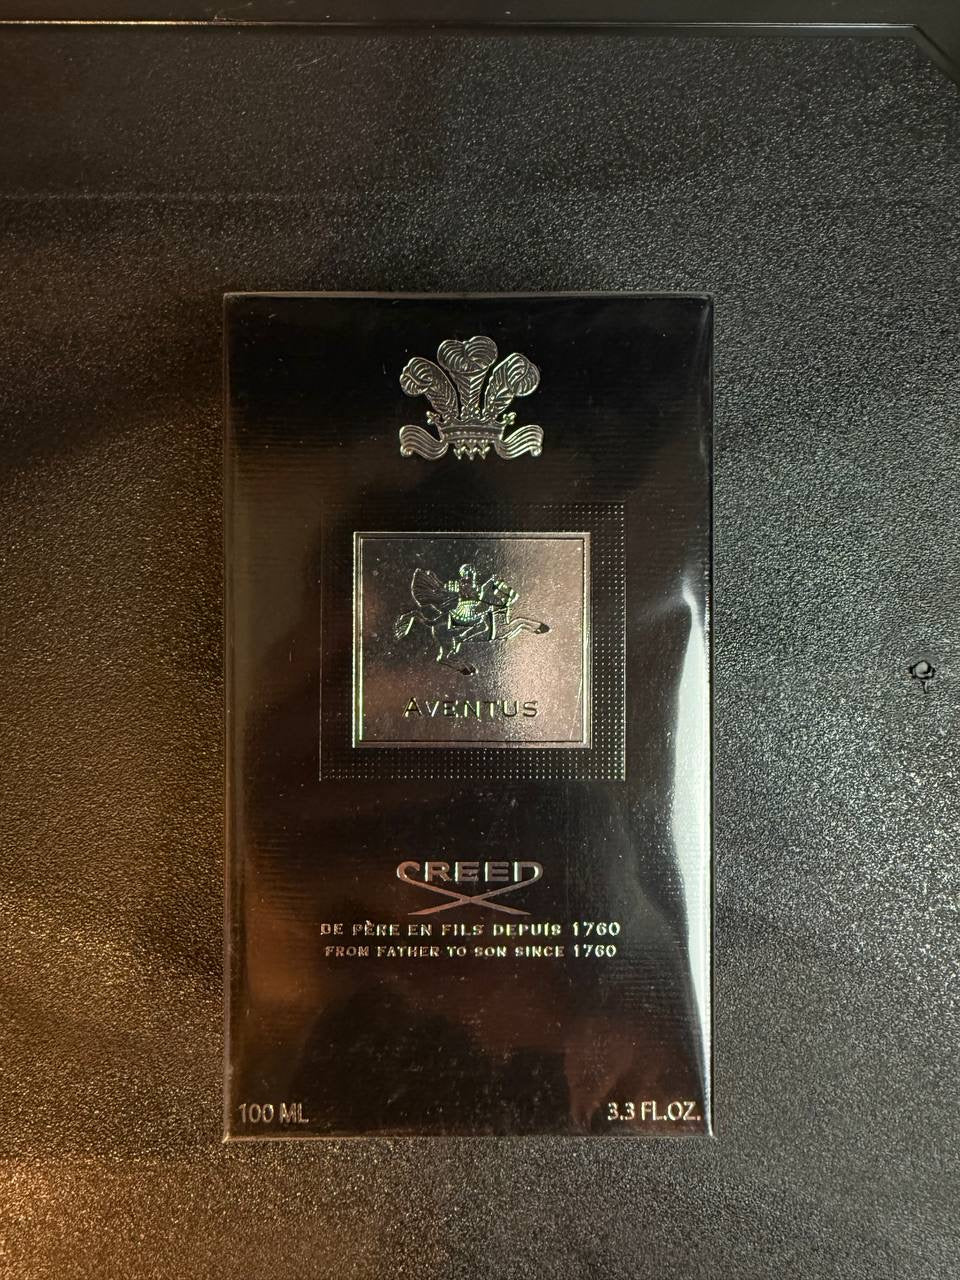 AVENTUS
CREED
DE PÈRE EN FILS DEPUIS 1760
FROM FATHER TO SON SINCE 1760
100 ML
3.3 FL.OZ.